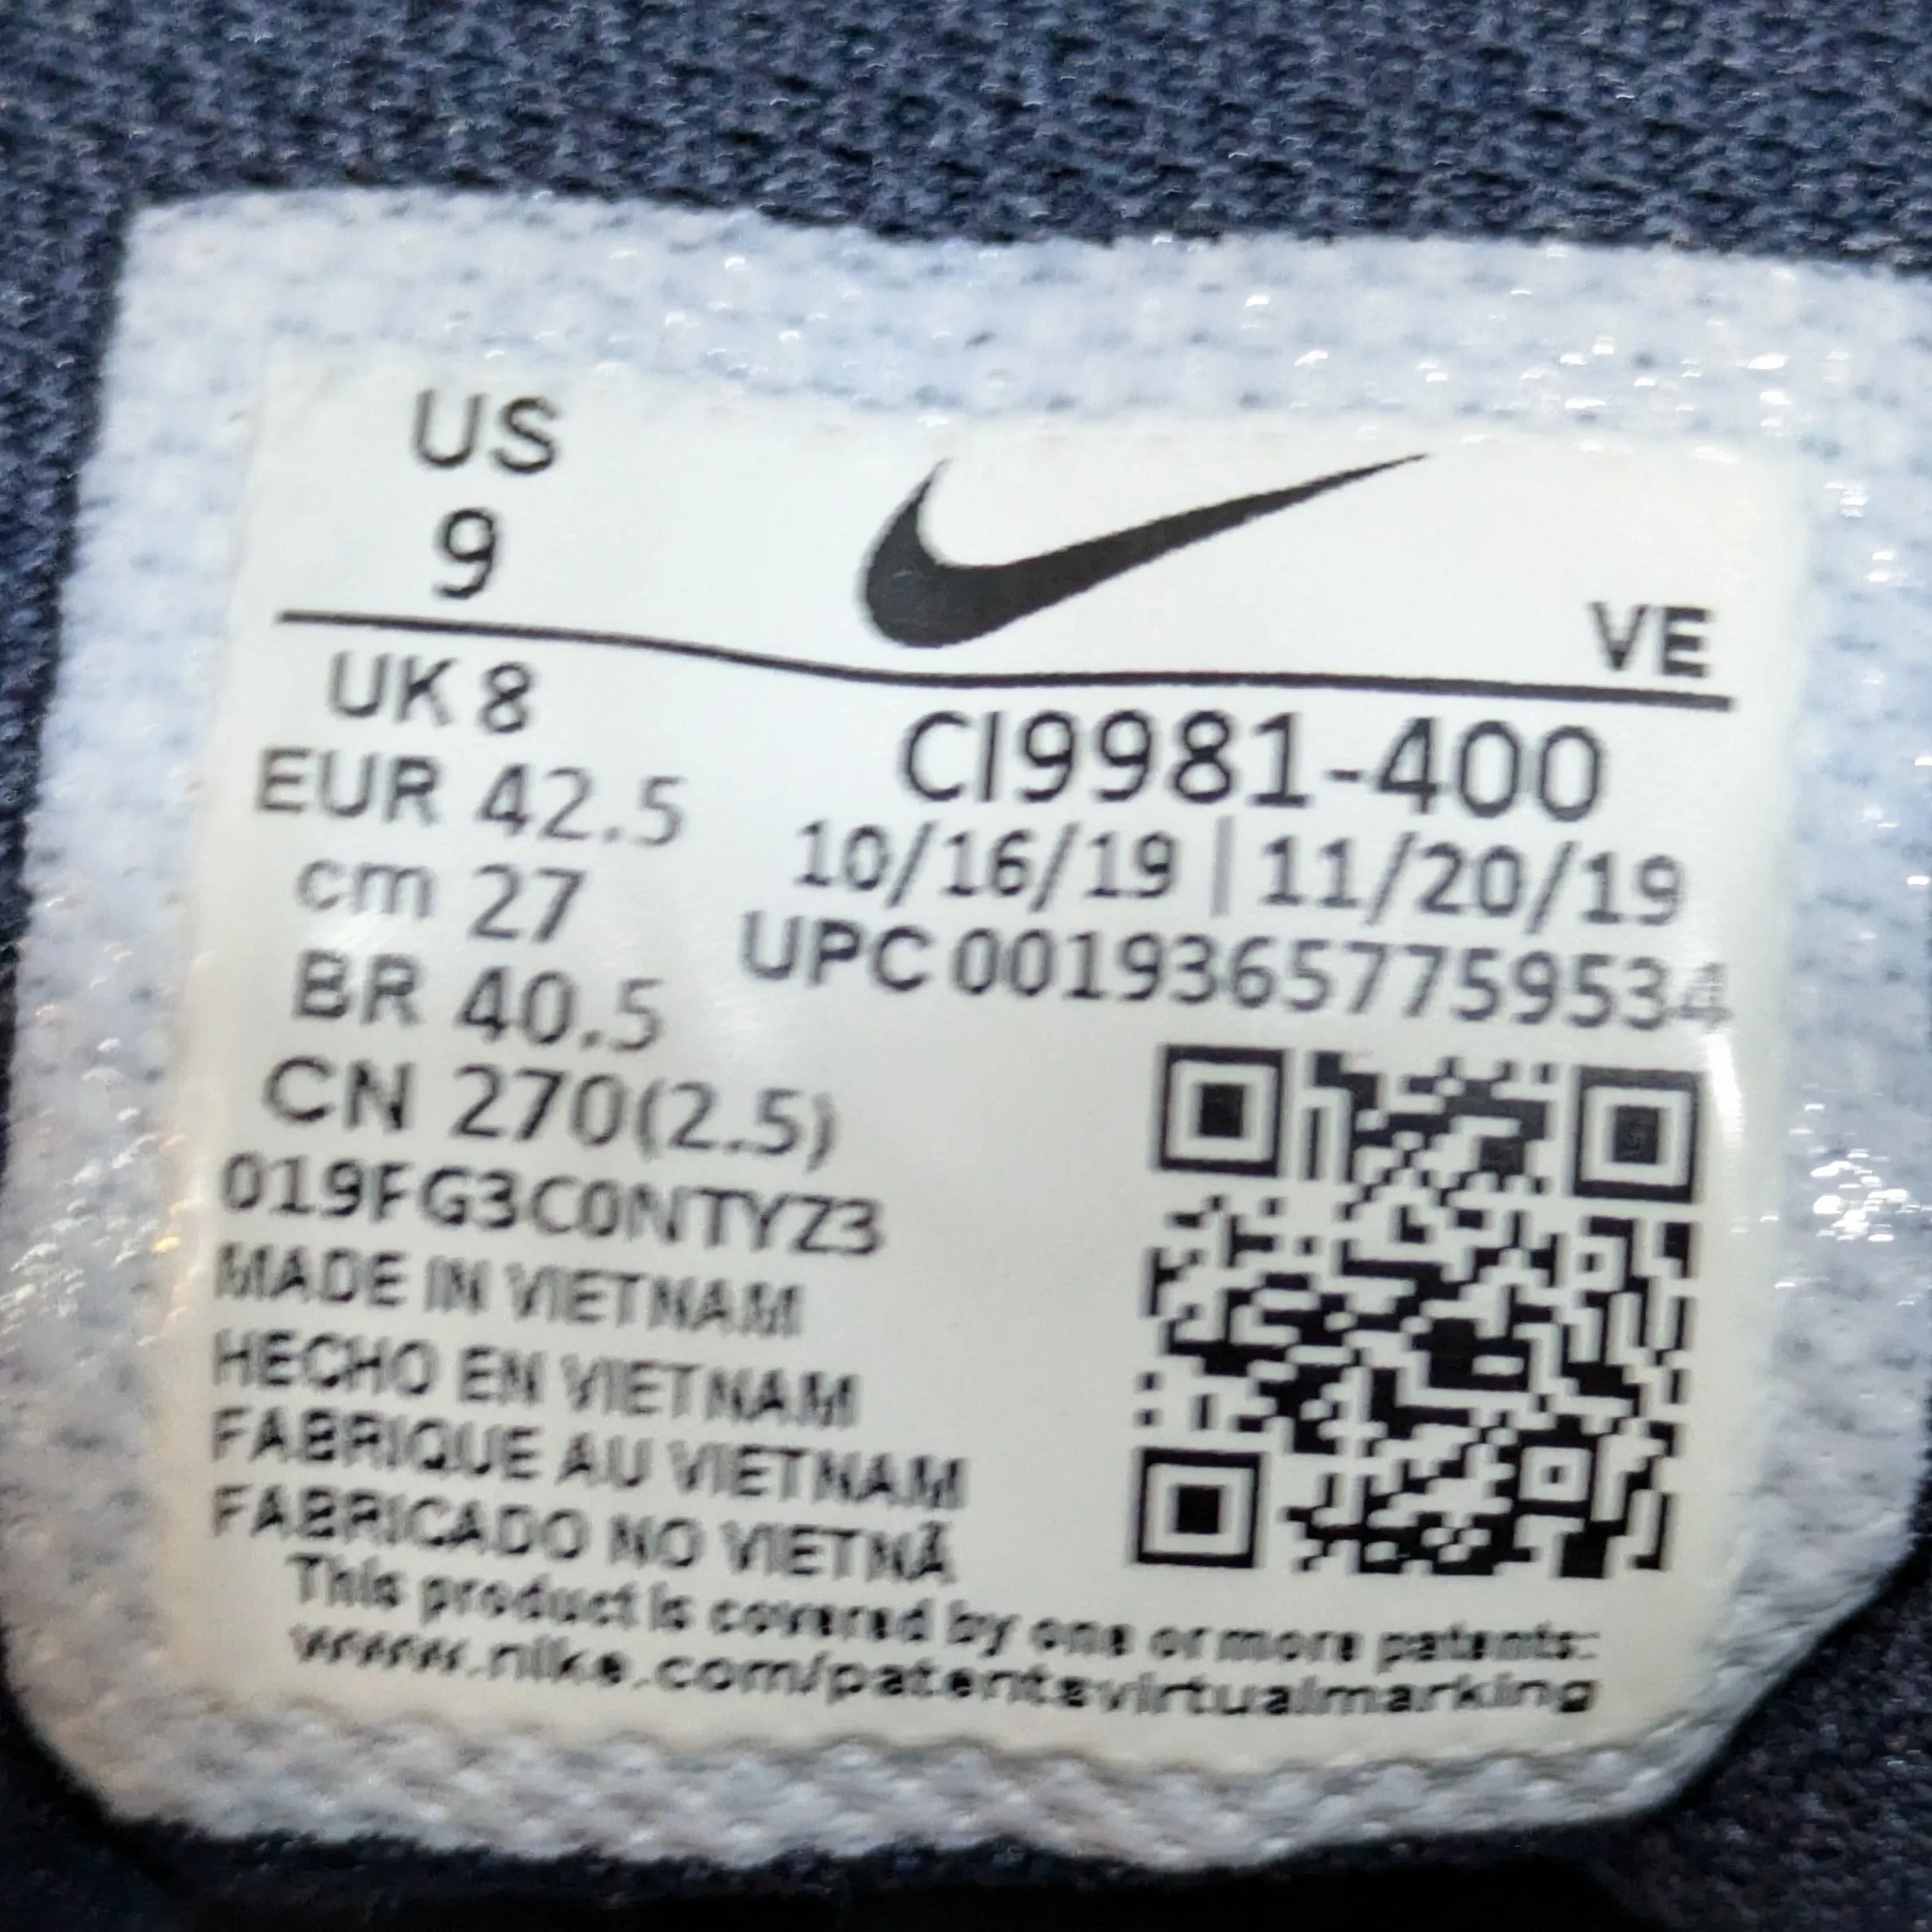 US
9
VE
UK 8
EUR 42.5
cm 27
BR 40.5
CN 270(2.5)
CI9981-400
10/16/19 | 11/20/19
UPC 00193657759534
019FG3C0NTYZ3
MADE IN VIETNAM
HECHO EN VIETNAM
FABRIQUE AU VIETNAM
FABRICADO NO VIETNÃ
This product is covered by one or more patents:
www.nike.com/patentsvirtualmarking